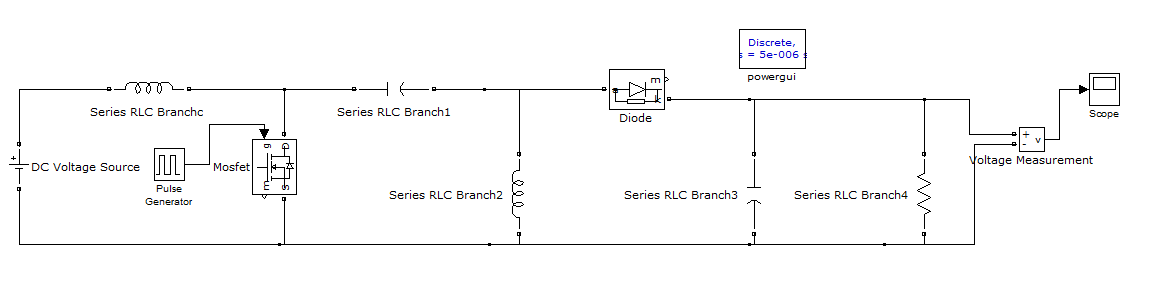 Discrete,
s = 5e-006 s
powergui
Series RLC Branchc
Series RLC Branch1
m
a
k
Diode
Scope
+
DC Voltage Source
Pulse
Generator
Mosfet
g
D
m
S
Series RLC Branch2
Series RLC Branch3
Series RLC Branch4
+
-
v
Voltage Measurement